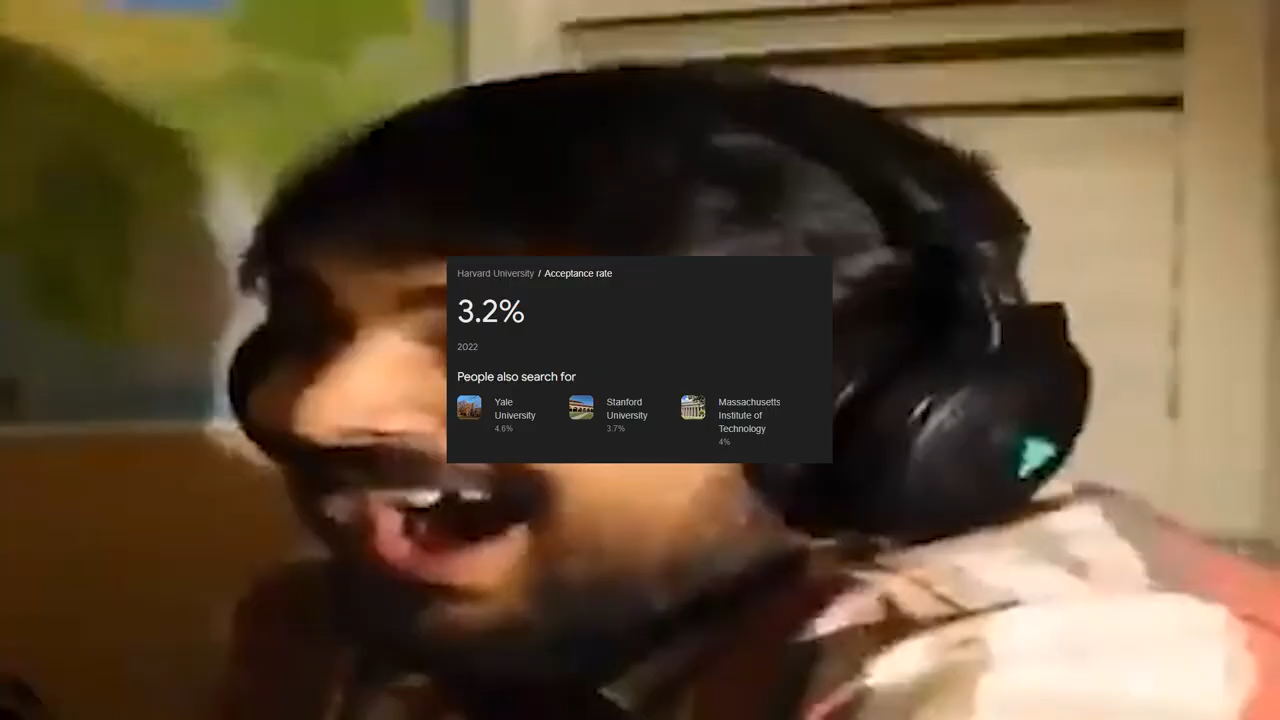 Harvard University / Acceptance rate
3.2%
2022
People also search for
Yale
University
4.6%
Stanford
University
3.7%
Massachusetts
Institute of
Technology
4%